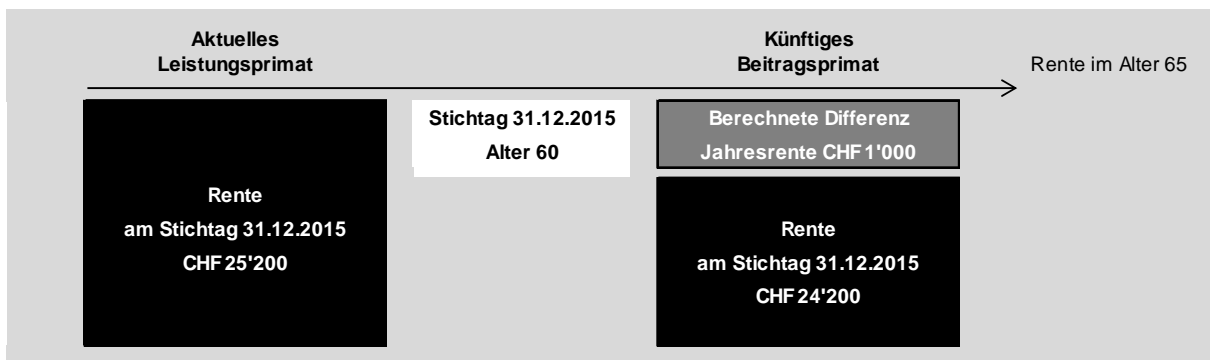 Aktuelles
Leistungsprimat
Künftiges
Beitragsprimat
Rente im Alter 65
Stichtag 31.12.2015
Alter 60
Berechnete Differenz
Jahresrente CHF 1'000
Rente
am Stichtag 31.12.2015
CHF 25'200
Rente
am Stichtag 31.12.2015
CHF 24'200